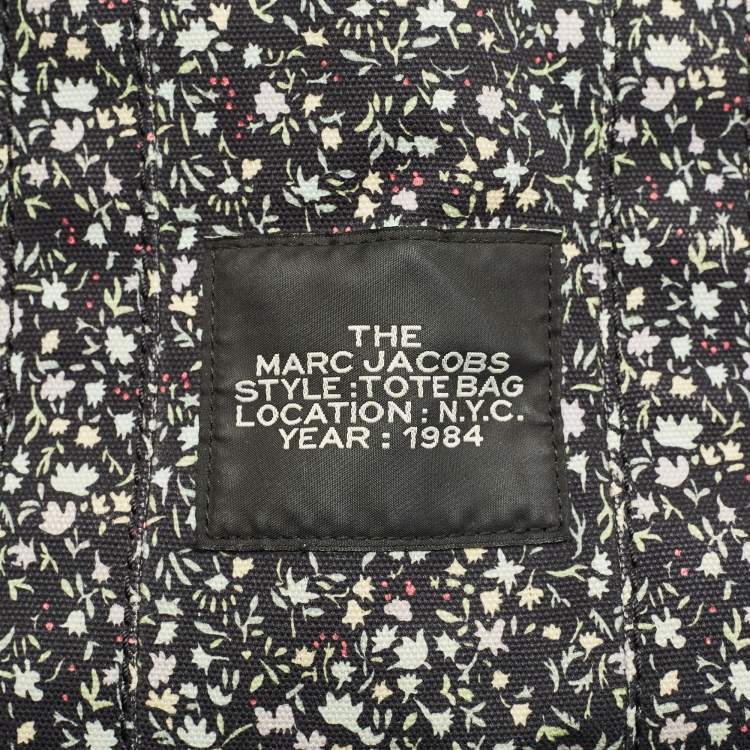 THE
MARC JACOBS
STYLE : TOTE BAG
LOCATION : N.Y.C.
YEAR : 1984